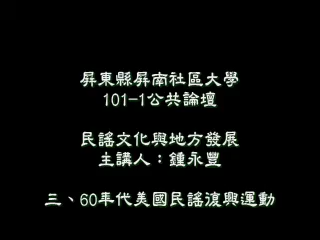 屏東縣屏南社區大學
101-1公共論壇
民謠文化與地方發展
主講人：鍾永豐
三、60年代美國民謠復興運動